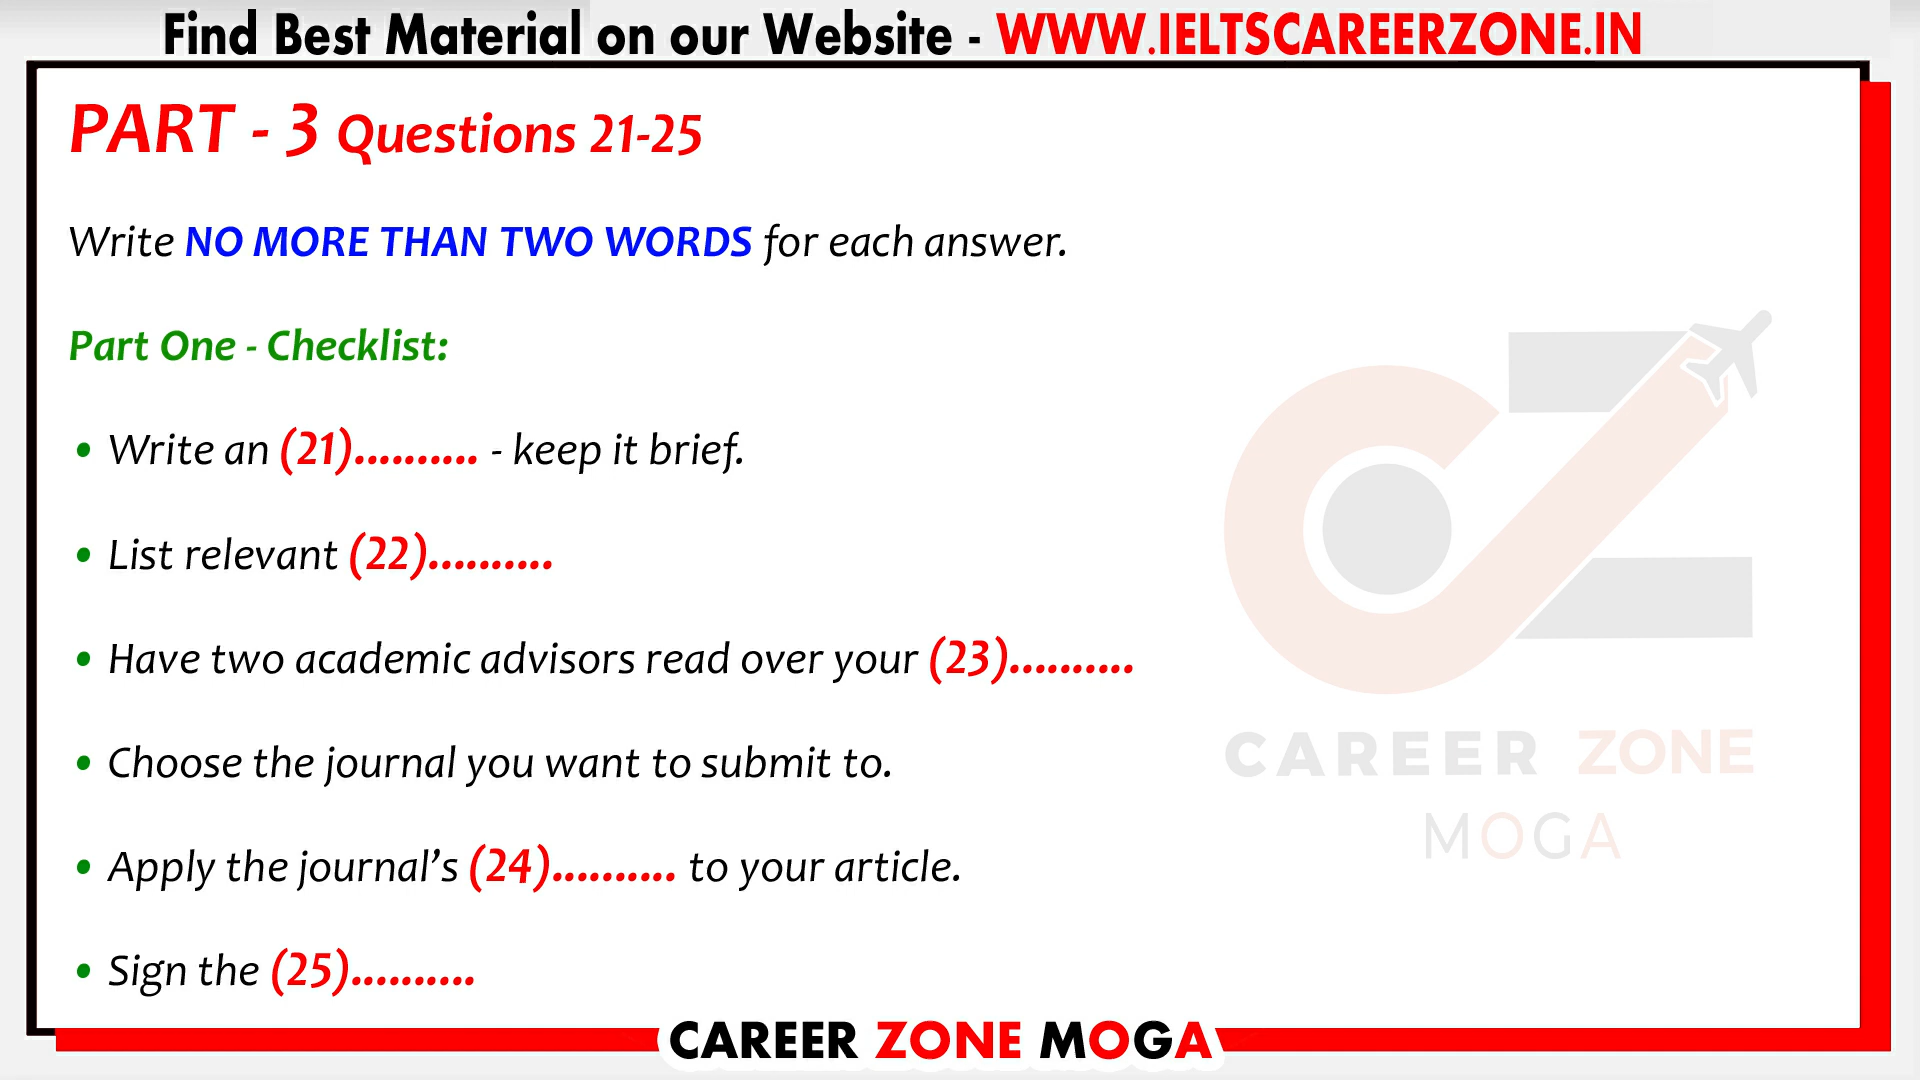 Find Best Material on our Website - WWW.IELTSCAREERZONE.IN
PART - 3 Questions 21-25
Write NO MORE THAN TWO WORDS for each answer.
Part One - Checklist:
• Write an (21).......... - keep it brief.
• List relevant (22)..........
• Have two academic advisors read over your (23)..........
• Choose the journal you want to submit to.
• Apply the journal’s (24).......... to your article.
• Sign the (25)..........
CAREER ZONE
MOGA
CAREER ZONE MOGA